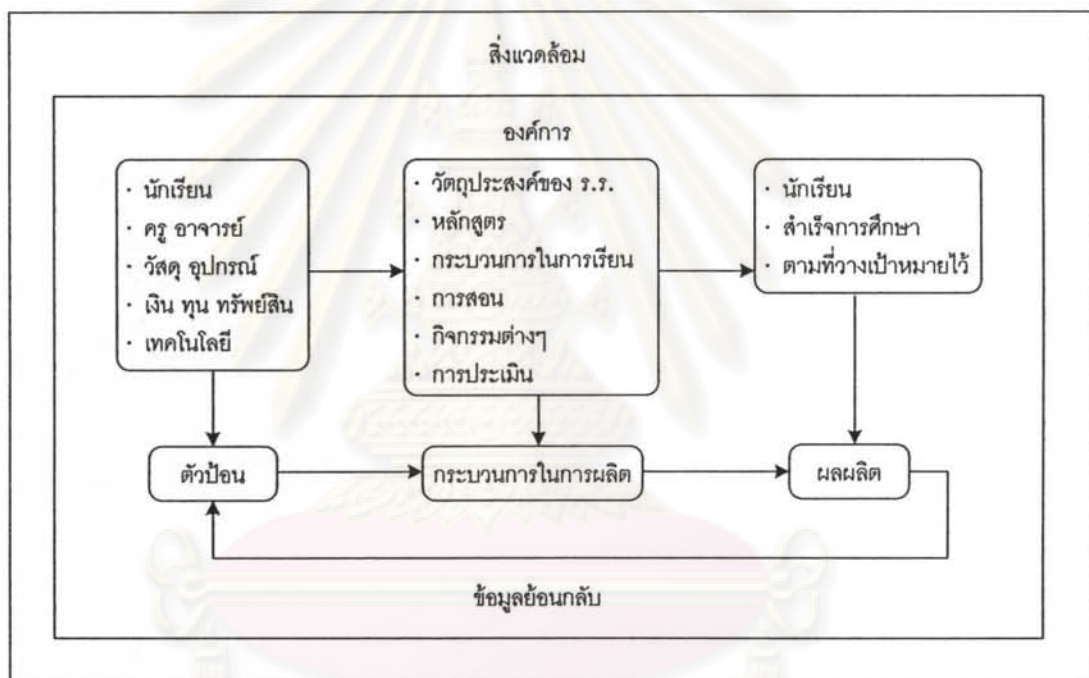 สิ่งแวดล้อม
องค์การ
· นักเรียน
· ครู อาจารย์
· วัสดุ อุปกรณ์
· เงิน ทุน ทรัพย์สิน
· เทคโนโลยี
· วัตถุประสงค์ของ ร.ร.
· หลักสูตร
· กระบวนการในการเรียน
· การสอน
· กิจกรรมต่างๆ
· การประเมิน
· นักเรียน
· สำเร็จการศึกษา
· ตามที่วางเป้าหมายไว้
ตัวป้อน
กระบวนการในการผลิต
ผลผลิต
ข้อมูลย้อนกลับ